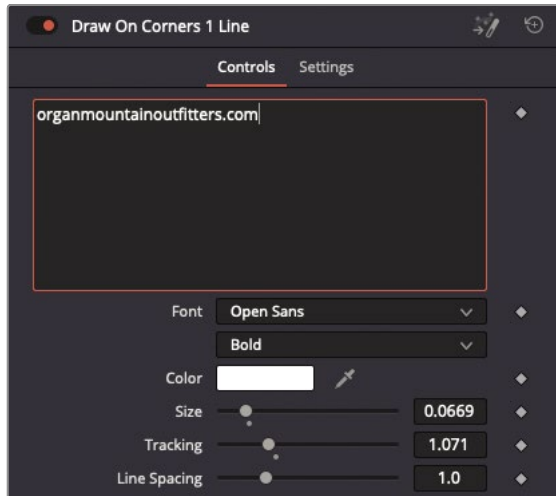 Draw On Corners 1 Line
Controls Settings
organmountainoutfitters.com
Font Open Sans
Bold
Color
Size 0.0669
Tracking 1.071
Line Spacing 1.0